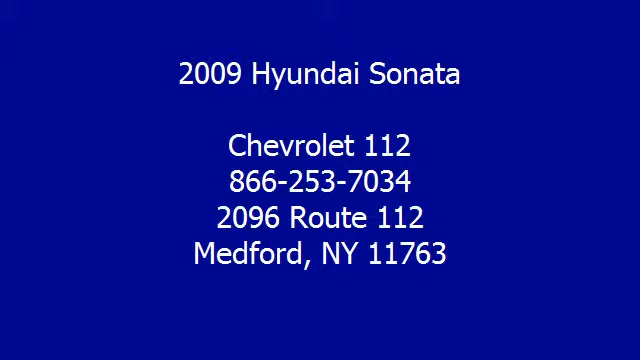 2009 Hyundai Sonata
Chevrolet 112
866-253-7034
2096 Route 112
Medford, NY 11763